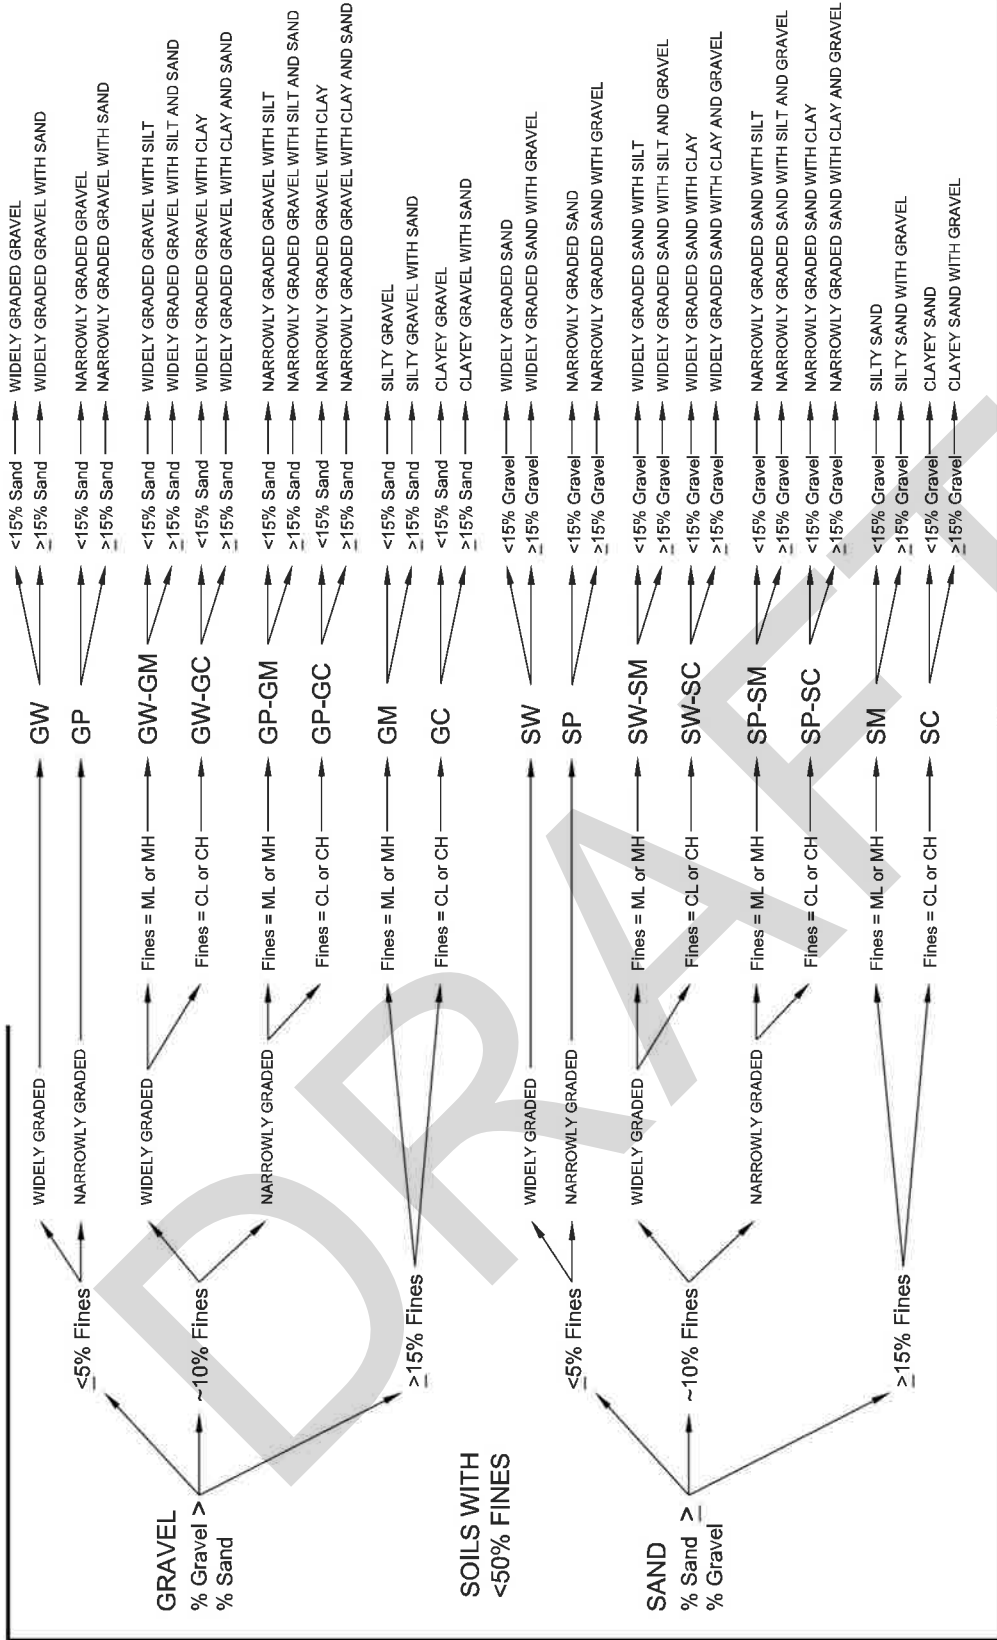 GRAVEL
% Gravel >
% Sand
≤5% Fines
WIDELY GRADED
GW
<15% Sand
WIDELY GRADED GRAVEL
≥15% Sand
WIDELY GRADED GRAVEL WITH SAND
NARROWLY GRADED
GP
<15% Sand
NARROWLY GRADED GRAVEL
≥15% Sand
NARROWLY GRADED GRAVEL WITH SAND
~10% Fines
WIDELY GRADED
Fines = ML or MH
GW-GM
<15% Sand
WIDELY GRADED GRAVEL WITH SILT
≥15% Sand
WIDELY GRADED GRAVEL WITH SILT AND SAND
Fines = CL or CH
GW-GC
<15% Sand
WIDELY GRADED GRAVEL WITH CLAY
≥15% Sand
WIDELY GRADED GRAVEL WITH CLAY AND SAND
NARROWLY GRADED
Fines = ML or MH
GP-GM
<15% Sand
NARROWLY GRADED GRAVEL WITH SILT
≥15% Sand
NARROWLY GRADED GRAVEL WITH SILT AND SAND
Fines = CL or CH
GP-GC
<15% Sand
NARROWLY GRADED GRAVEL WITH CLAY
≥15% Sand
NARROWLY GRADED GRAVEL WITH CLAY AND SAND
≥15% Fines
Fines = ML or MH
GM
<15% Sand
SILTY GRAVEL
≥15% Sand
SILTY GRAVEL WITH SAND
Fines = CL or CH
GC
<15% Sand
CLAYEY GRAVEL
≥15% Sand
CLAYEY GRAVEL WITH SAND
SOILS WITH
<50% FINES
SAND
% Sand ≥
% Gravel
≤5% Fines
WIDELY GRADED
SW
<15% Gravel
WIDELY GRADED SAND
≥15% Gravel
WIDELY GRADED SAND WITH GRAVEL
NARROWLY GRADED
SP
<15% Gravel
NARROWLY GRADED SAND
≥15% Gravel
NARROWLY GRADED SAND WITH GRAVEL
~10% Fines
WIDELY GRADED
Fines = ML or MH
SW-SM
<15% Gravel
WIDELY GRADED SAND WITH SILT
≥15% Gravel
WIDELY GRADED SAND WITH SILT AND GRAVEL
Fines = CL or CH
SW-SC
<15% Gravel
WIDELY GRADED SAND WITH CLAY
≥15% Gravel
WIDELY GRADED SAND WITH CLAY AND GRAVEL
NARROWLY GRADED
Fines = ML or MH
SP-SM
<15% Gravel
NARROWLY GRADED SAND WITH SILT
≥15% Gravel
NARROWLY GRADED SAND WITH SILT AND GRAVEL
Fines = CL or CH
SP-SC
<15% Gravel
NARROWLY GRADED SAND WITH CLAY
≥15% Gravel
NARROWLY GRADED SAND WITH CLAY AND GRAVEL
≥15% Fines
Fines = ML or MH
SM
<15% Gravel
SILTY SAND
≥15% Gravel
SILTY SAND WITH GRAVEL
Fines = CL or CH
SC
<15% Gravel
CLAYEY SAND
≥15% Gravel
CLAYEY SAND WITH GRAVEL
DRAFT